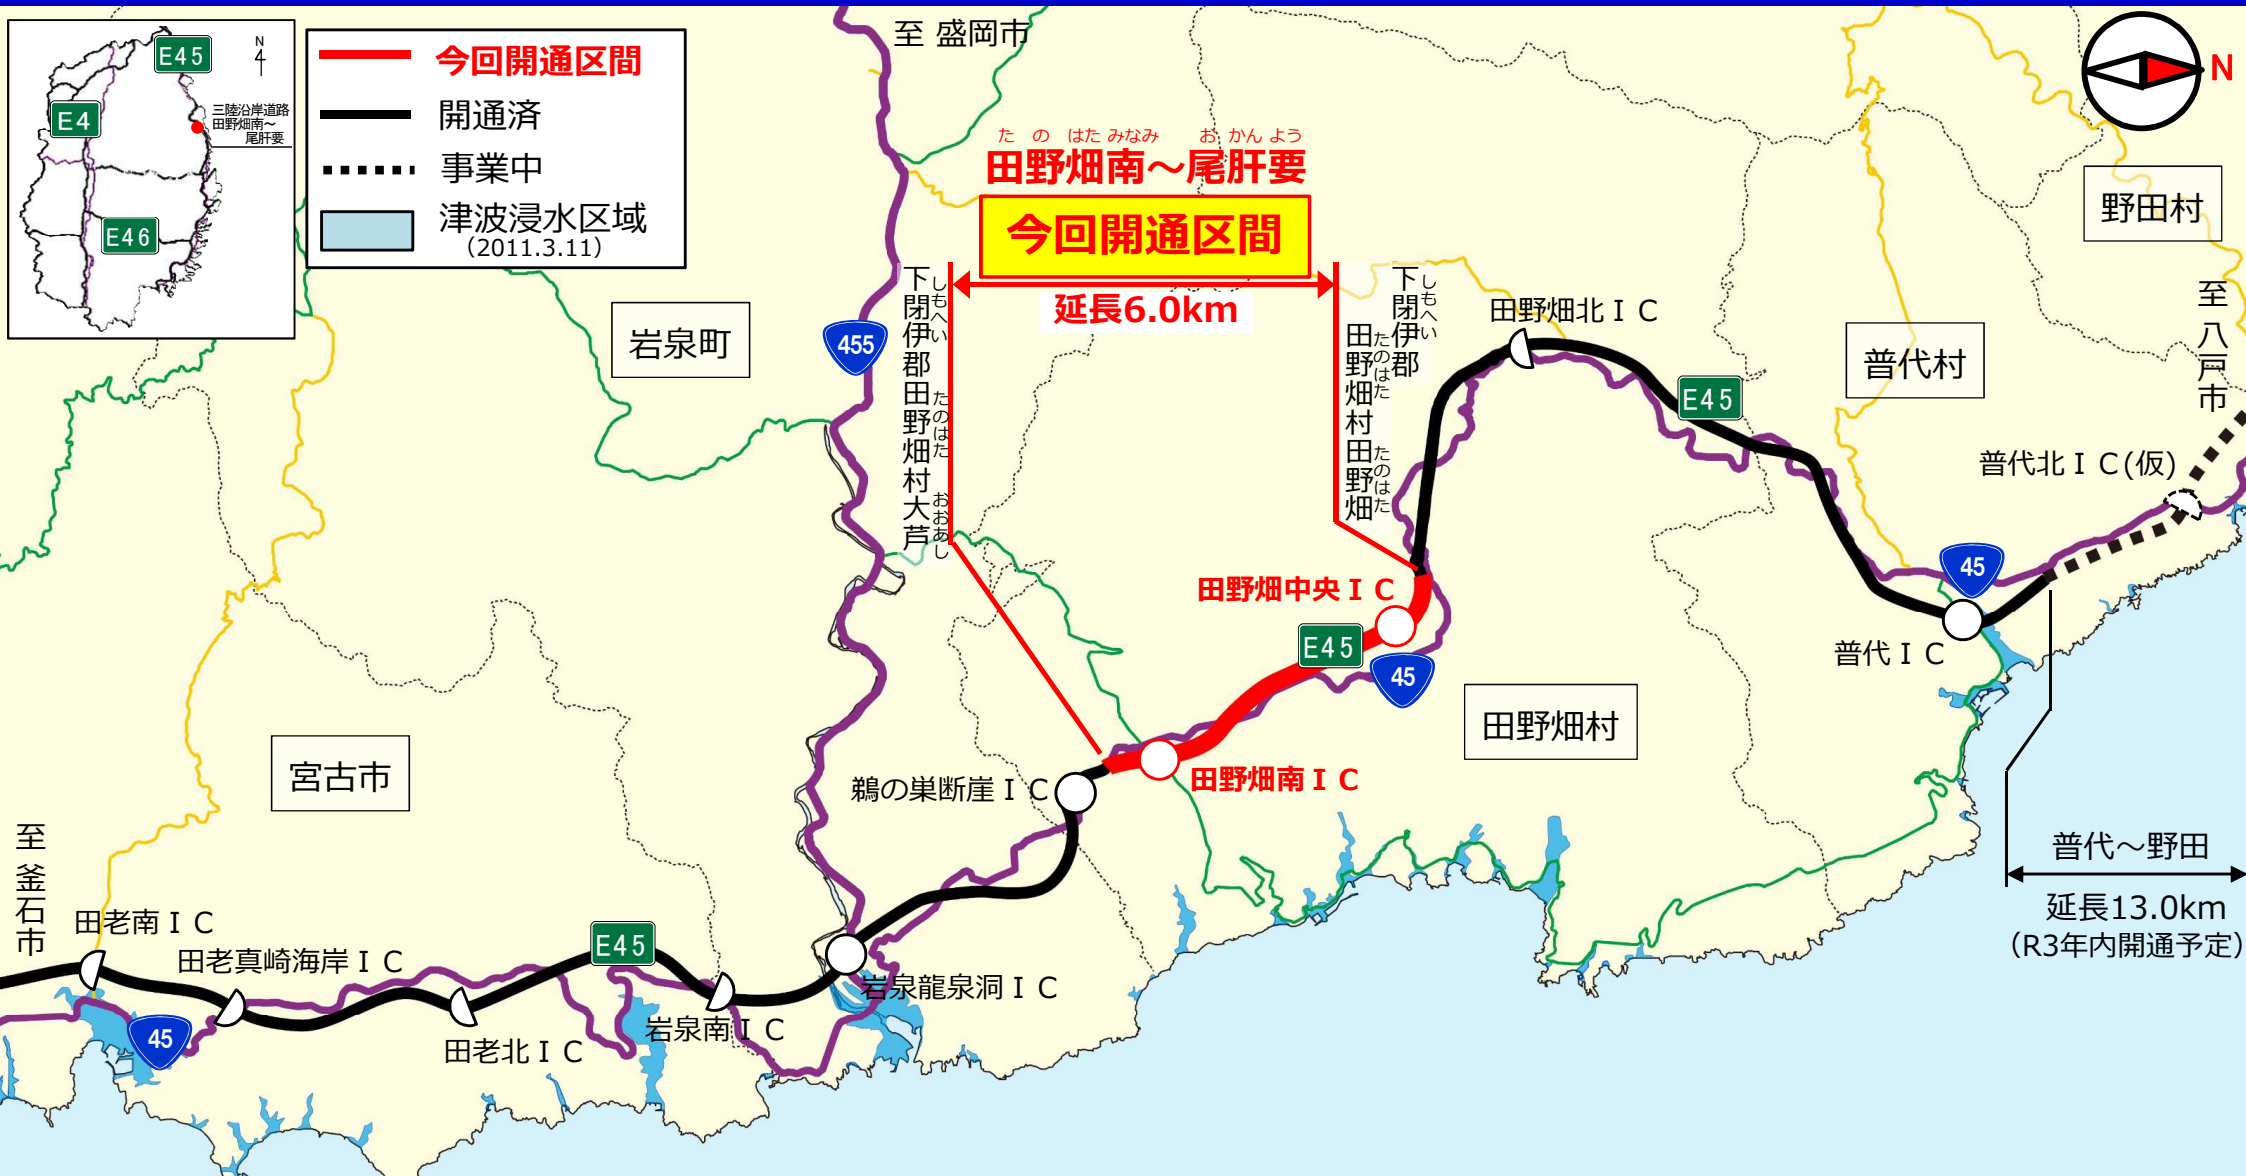 E45
N
E4
三陸沿岸道路
田野畑南～
尾肝要
E46
今回開通区間
開通済
事業中
津波浸水区域
（2011.3.11）
至 盛岡市
たのはたみなみ おかんよう
田野畑南～尾肝要
今回開通区間
延長6.0km
N
野田村
至 八戸市
岩泉町
455
下閉伊郡田野畑村大芦
しもへい たのはた おおあし
下閉伊郡
しもへい
田野畑村田野畑
たのはた たのはた
田野畑北ＩＣ
E45
普代村
普代北ＩＣ(仮)
45
普代ＩＣ
田野畑中央ＩＣ
E45
45
田野畑村
田野畑南ＩＣ
鵜の巣断崖ＩＣ
宮古市
至 釜石市
田老南ＩＣ
田老真崎海岸ＩＣ
E45
45
田老北ＩＣ
岩泉南ＩＣ
岩泉龍泉洞ＩＣ
普代～野田
延長13.0km
（R3年内開通予定）